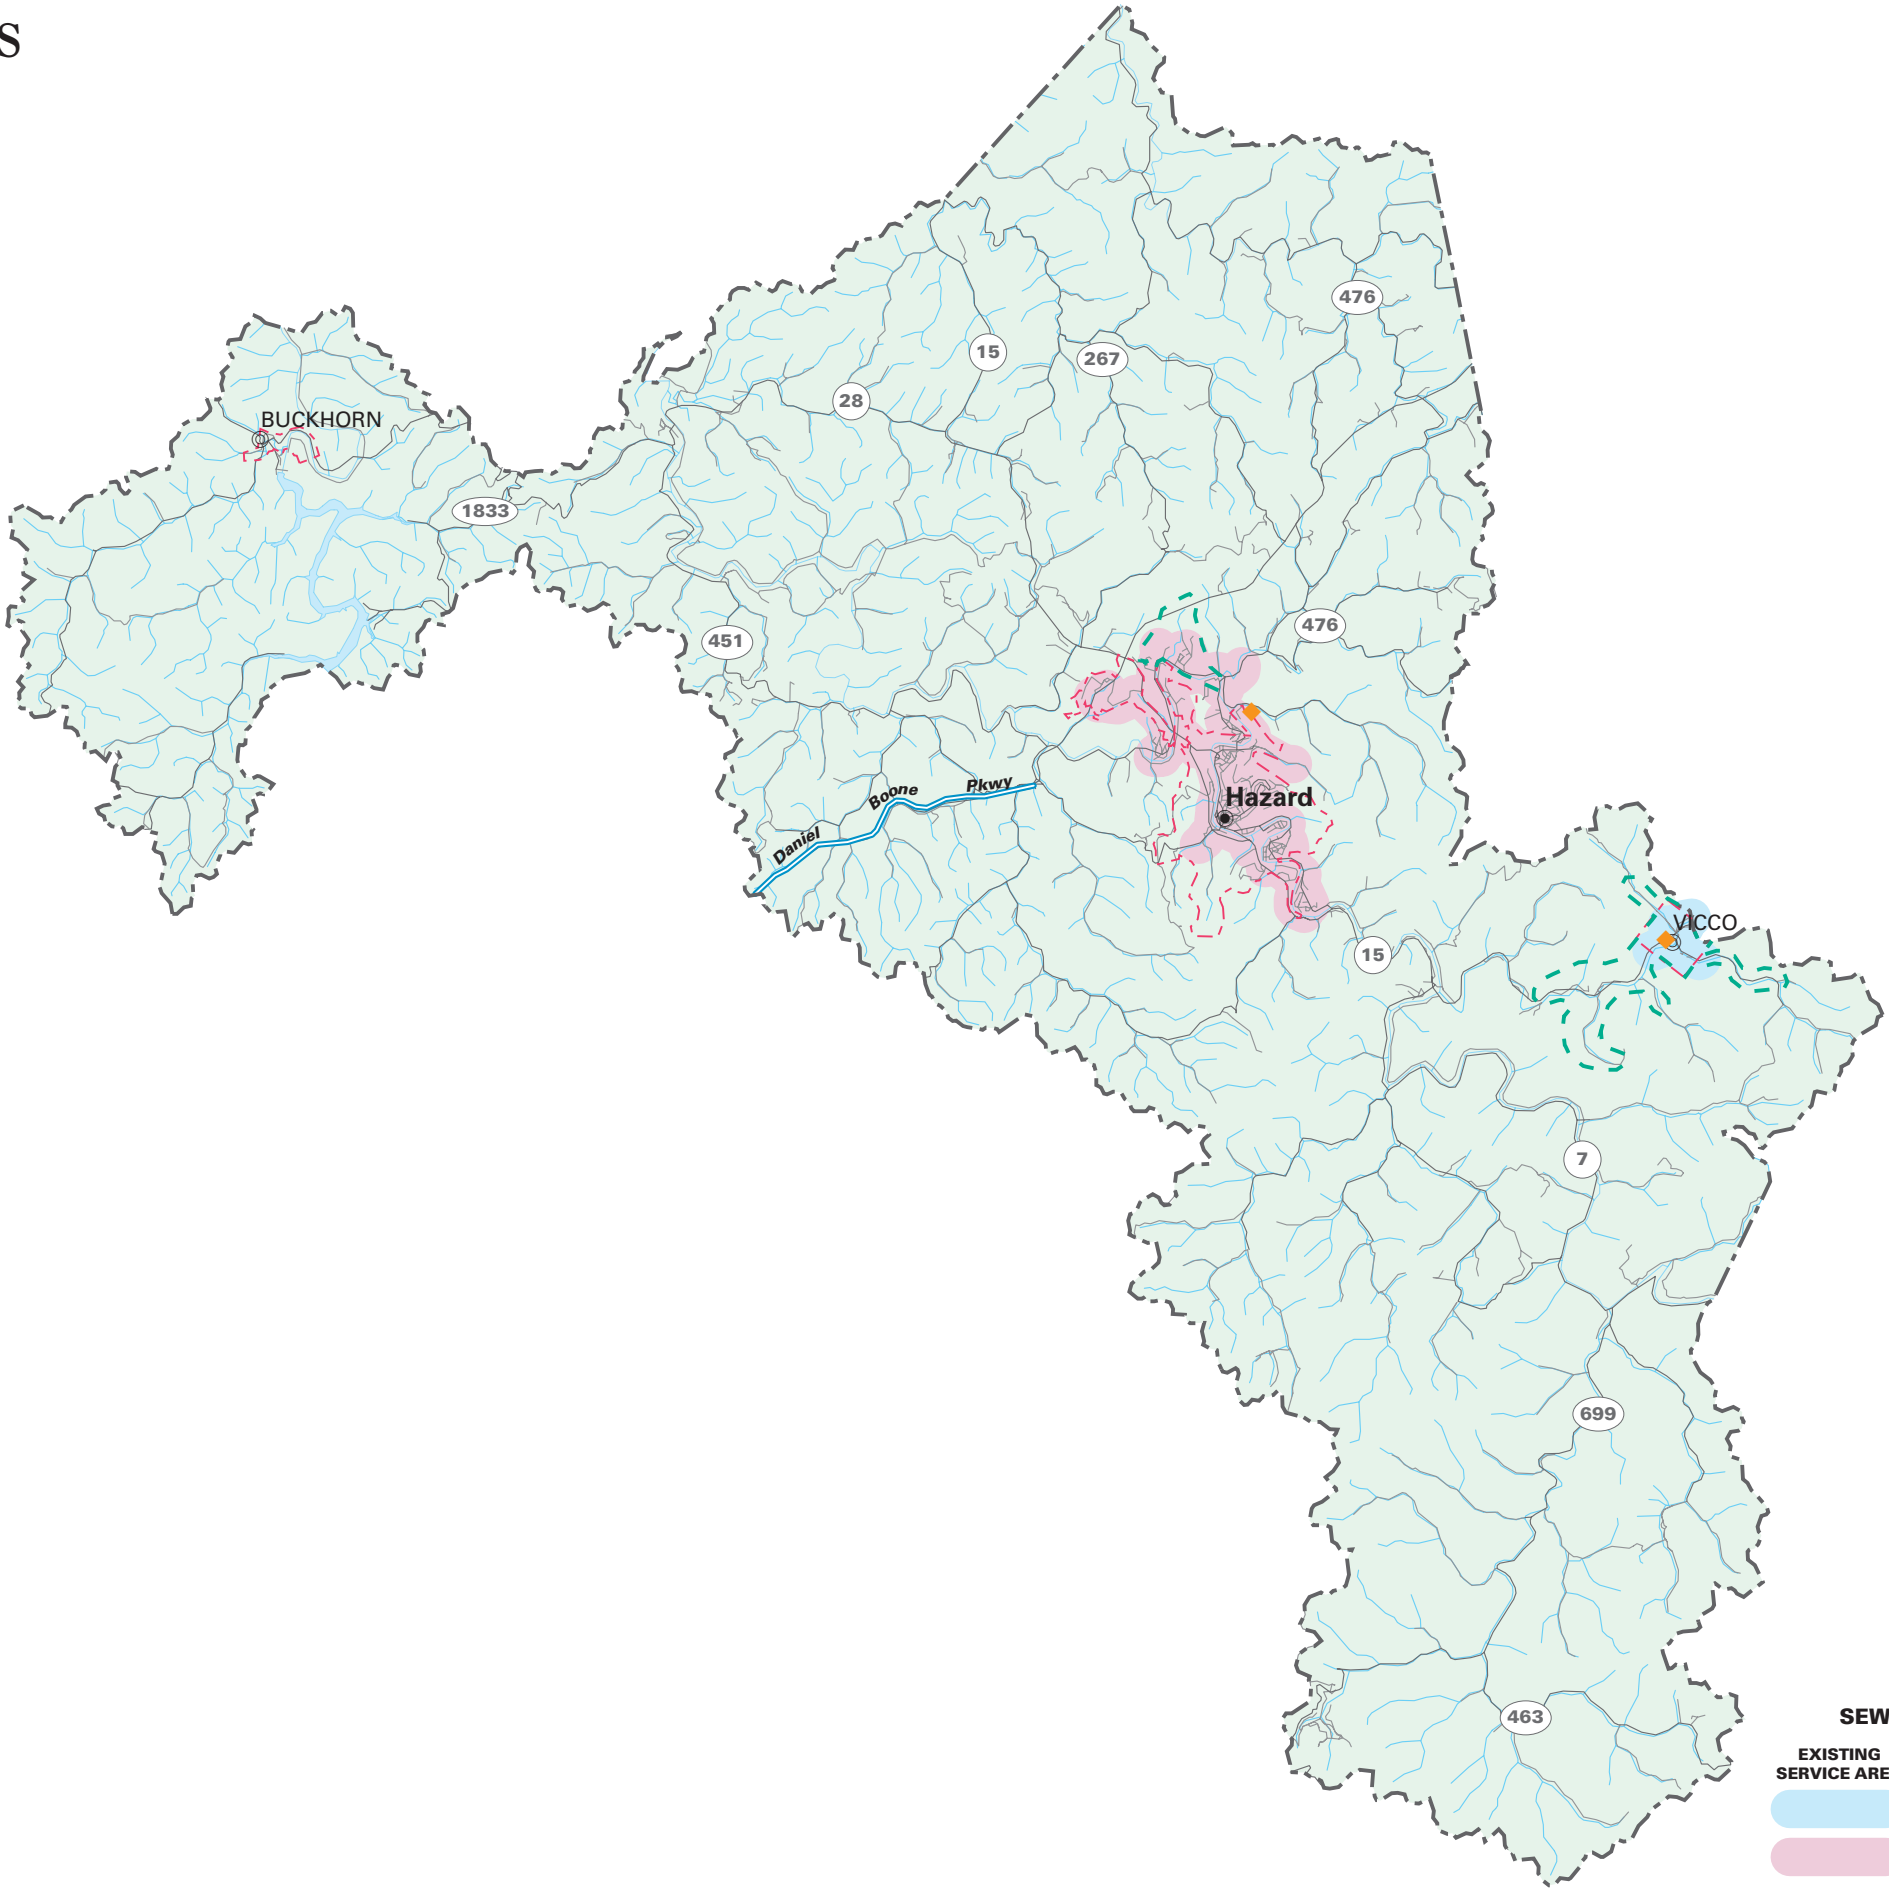 S
476
15
267
28
BUCKHORN
1833
476
451
Daniel Boone Pkwy
Hazard
VICCO
15
7
699
463
SEW
EXISTING
SERVICE ARE